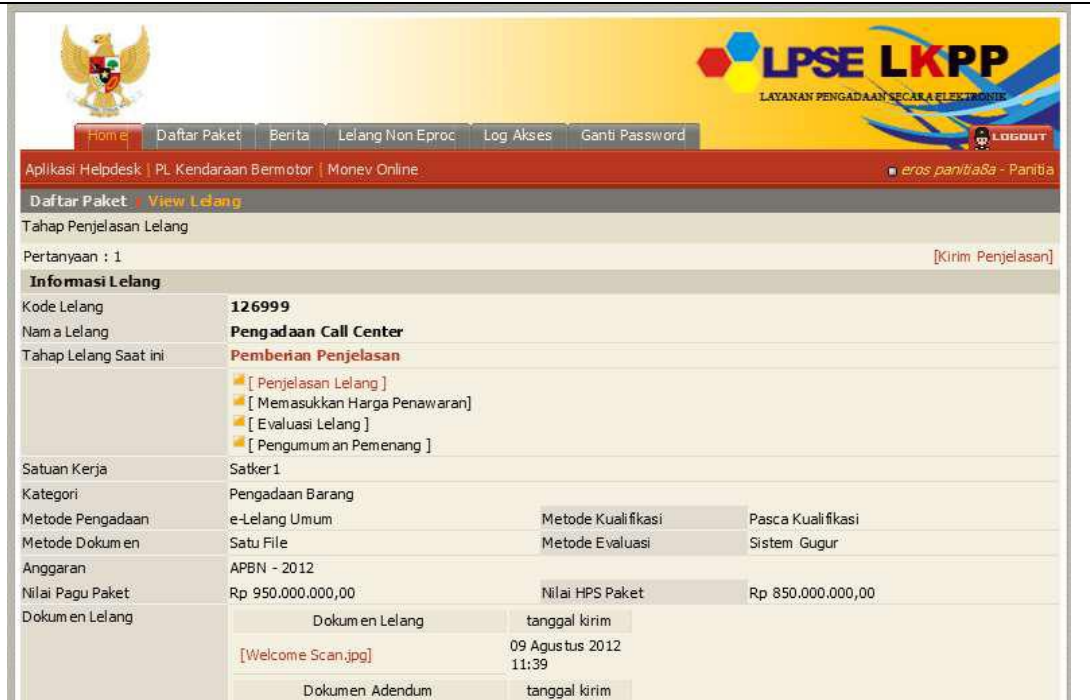 LPSE LKPP
LAYANAN PENGADAAN SECARA ELEKTRONIK
Home Daftar Paket Berita Lelang Non Eproc Log Akses Ganti Password LOGOUT
Aplikasi Helpdesk | PL Kendaraan Bermotor | Monev Online eros panitia8a - Panitia
Daftar Paket View Lelang
Tahap Penjelasan Lelang
Pertanyaan : 1 [Kirim Penjelasan]
Informasi Lelang
Kode Lelang 126999
Nama Lelang Pengadaan Call Center
Tahap Lelang Saat ini Pemberian Penjelasan
[ Penjelasan Lelang ]
[ Memasukkan Harga Penawaran]
[ Evaluasi Lelang ]
[ Pengumuman Pemenang ]
Satuan Kerja Satker1
Kategori Pengadaan Barang
Metode Pengadaan e-Lelang Umum Metode Kualifikasi Pasca Kualifikasi
Metode Dokumen Satu File Metode Evaluasi Sistem Gugur
Anggaran APBN - 2012
Nilai Pagu Paket Rp 950.000.000,00 Nilai HPS Paket Rp 850.000.000,00
Dokumen Lelang Dokumen Lelang tanggal kirim
[Welcome Scan.jpg] 09 Agustus 2012
11:39
Dokumen Adendum tanggal kirim